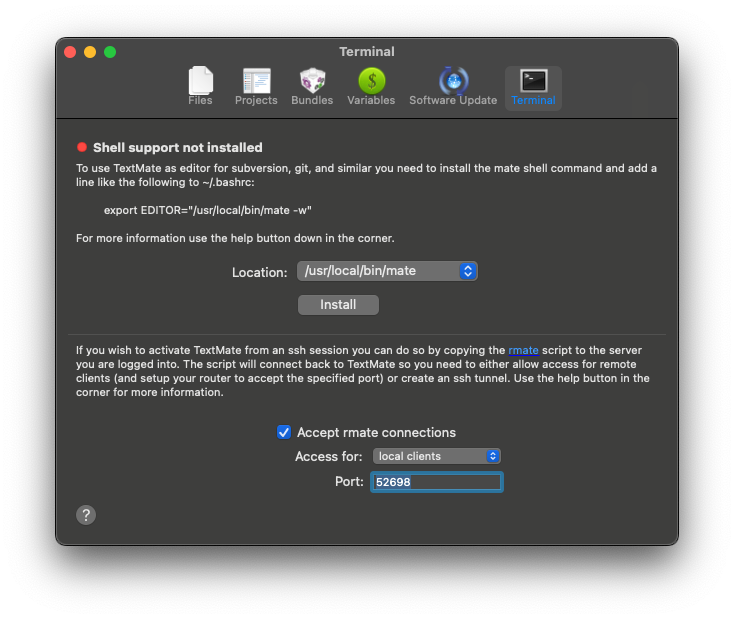 Terminal
Files
Projects
Bundles
Variables
Software Update
Terminal
Shell support not installed
To use TextMate as editor for subversion, git, and similar you need to install the mate shell command and add a
line like the following to ~/.bashrc:
export EDITOR="/usr/local/bin/mate -w"
For more information use the help button down in the corner.
Location: /usr/local/bin/mate
Install
If you wish to activate TextMate from an ssh session you can do so by copying the rmate script to the server
you are logged into. The script will connect back to TextMate so you need to either allow access for remote
clients (and setup your router to accept the specified port) or create an ssh tunnel. Use the help button in the
corner for more information.
Accept rmate connections
Access for: local clients
Port: 52698
?